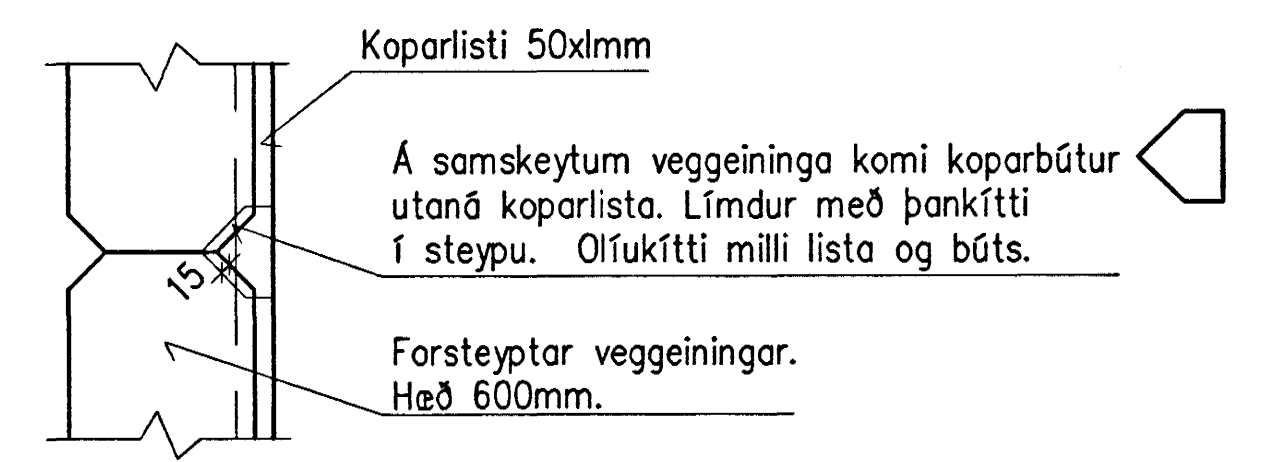 Koparlisti 50x1mm
Á samskeytum veggeininga komi koparbútur
utaná koparlista. Límdur með þankítti
í steypu. Olíukítti milli lista og búts.
15
Forsteyptar veggeiningar.
Hæð 600mm.